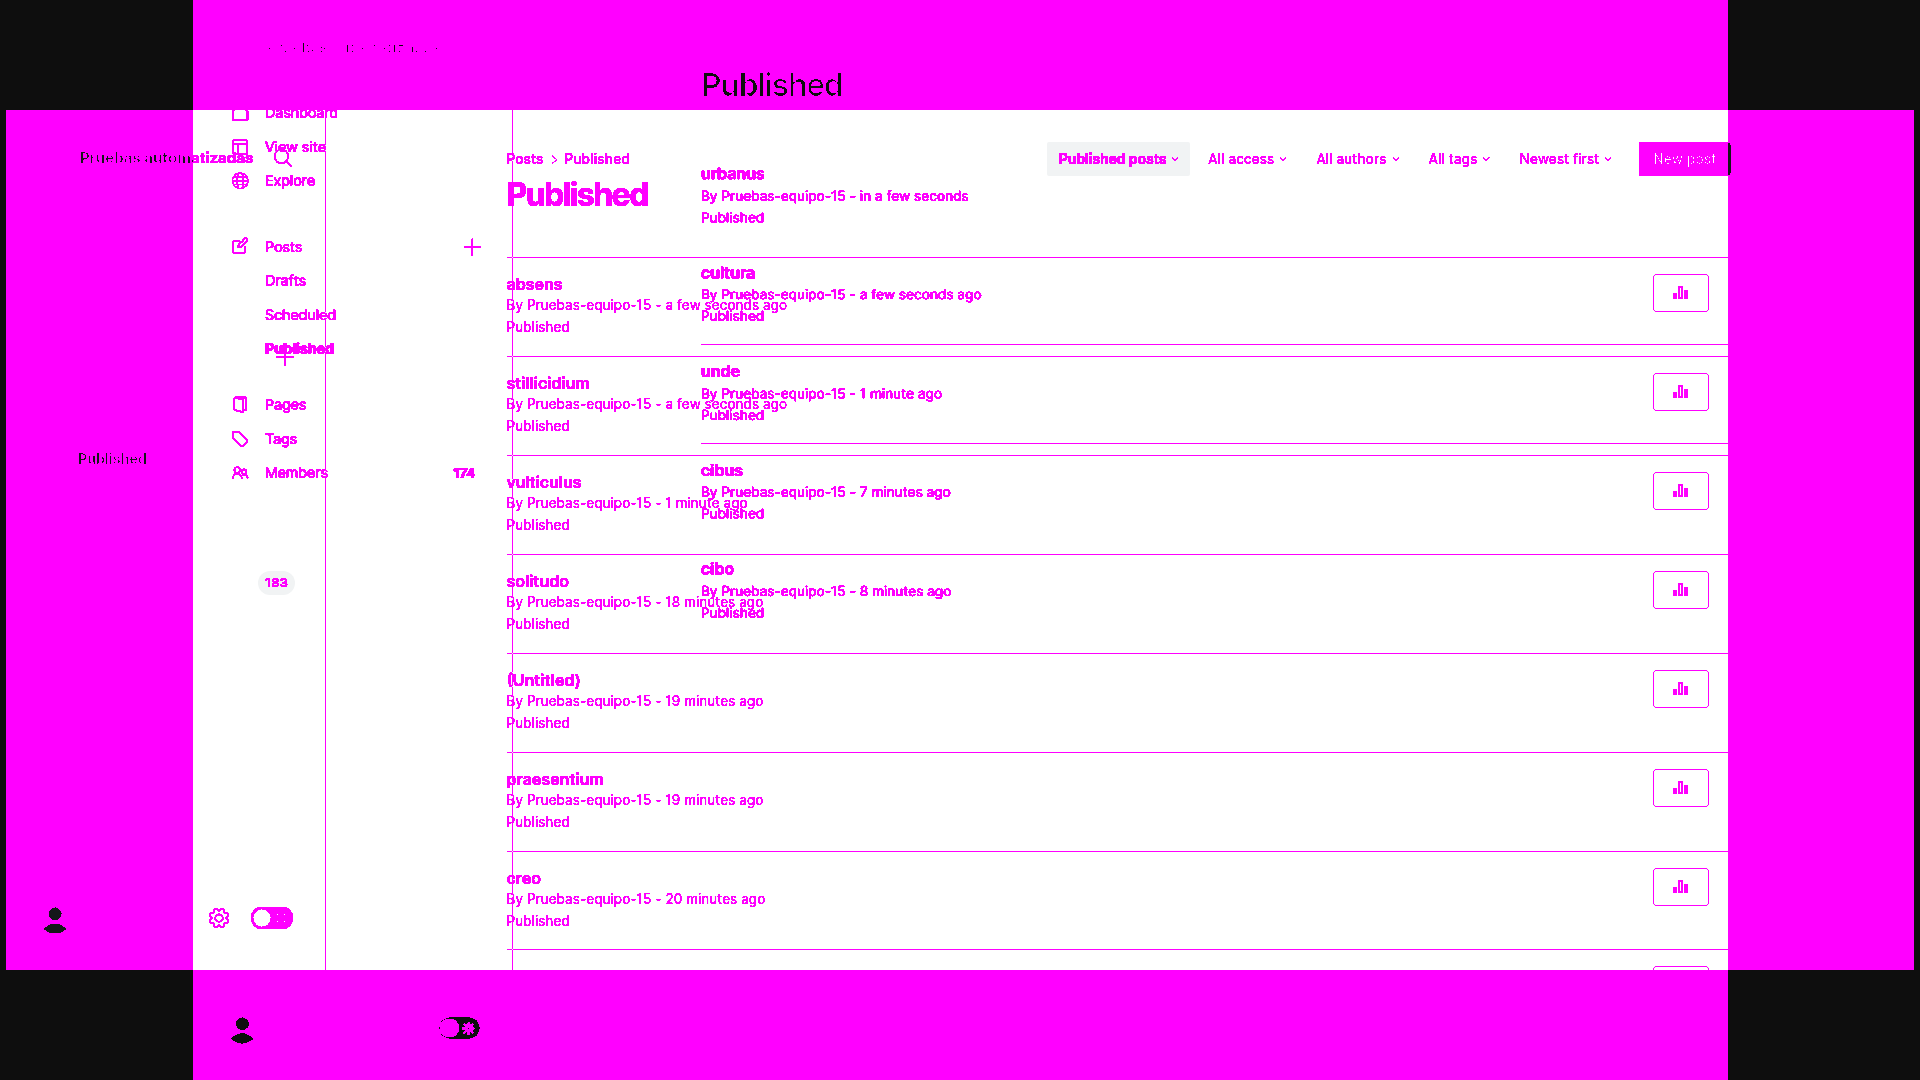 Published
Dashboard
View site
Pruebas automatizadas
Explore
Posts > Published
Published posts
All access
All authors
All tags
Newest first
New post
Published
urbanus
By Pruebas-equipo-15 - in a few seconds
Published
Posts
Drafts
Scheduled
Published
Pages
Tags
Members
174
Published
183
cultura
By Pruebas-equipo-15 - a few seconds ago
Published
absens
By Pruebas-equipo-15 - a few seconds ago
Published
unde
By Pruebas-equipo-15 - 1 minute ago
Published
stillicidium
By Pruebas-equipo-15 - a few seconds ago
Published
cibus
By Pruebas-equipo-15 - 7 minutes ago
Published
vulticulus
By Pruebas-equipo-15 - 1 minute ago
Published
cibo
By Pruebas-equipo-15 - 8 minutes ago
Published
solitudo
By Pruebas-equipo-15 - 18 minutes ago
Published
(Untitled)
By Pruebas-equipo-15 - 19 minutes ago
Published
praesentium
By Pruebas-equipo-15 - 19 minutes ago
Published
creo
By Pruebas-equipo-15 - 20 minutes ago
Published